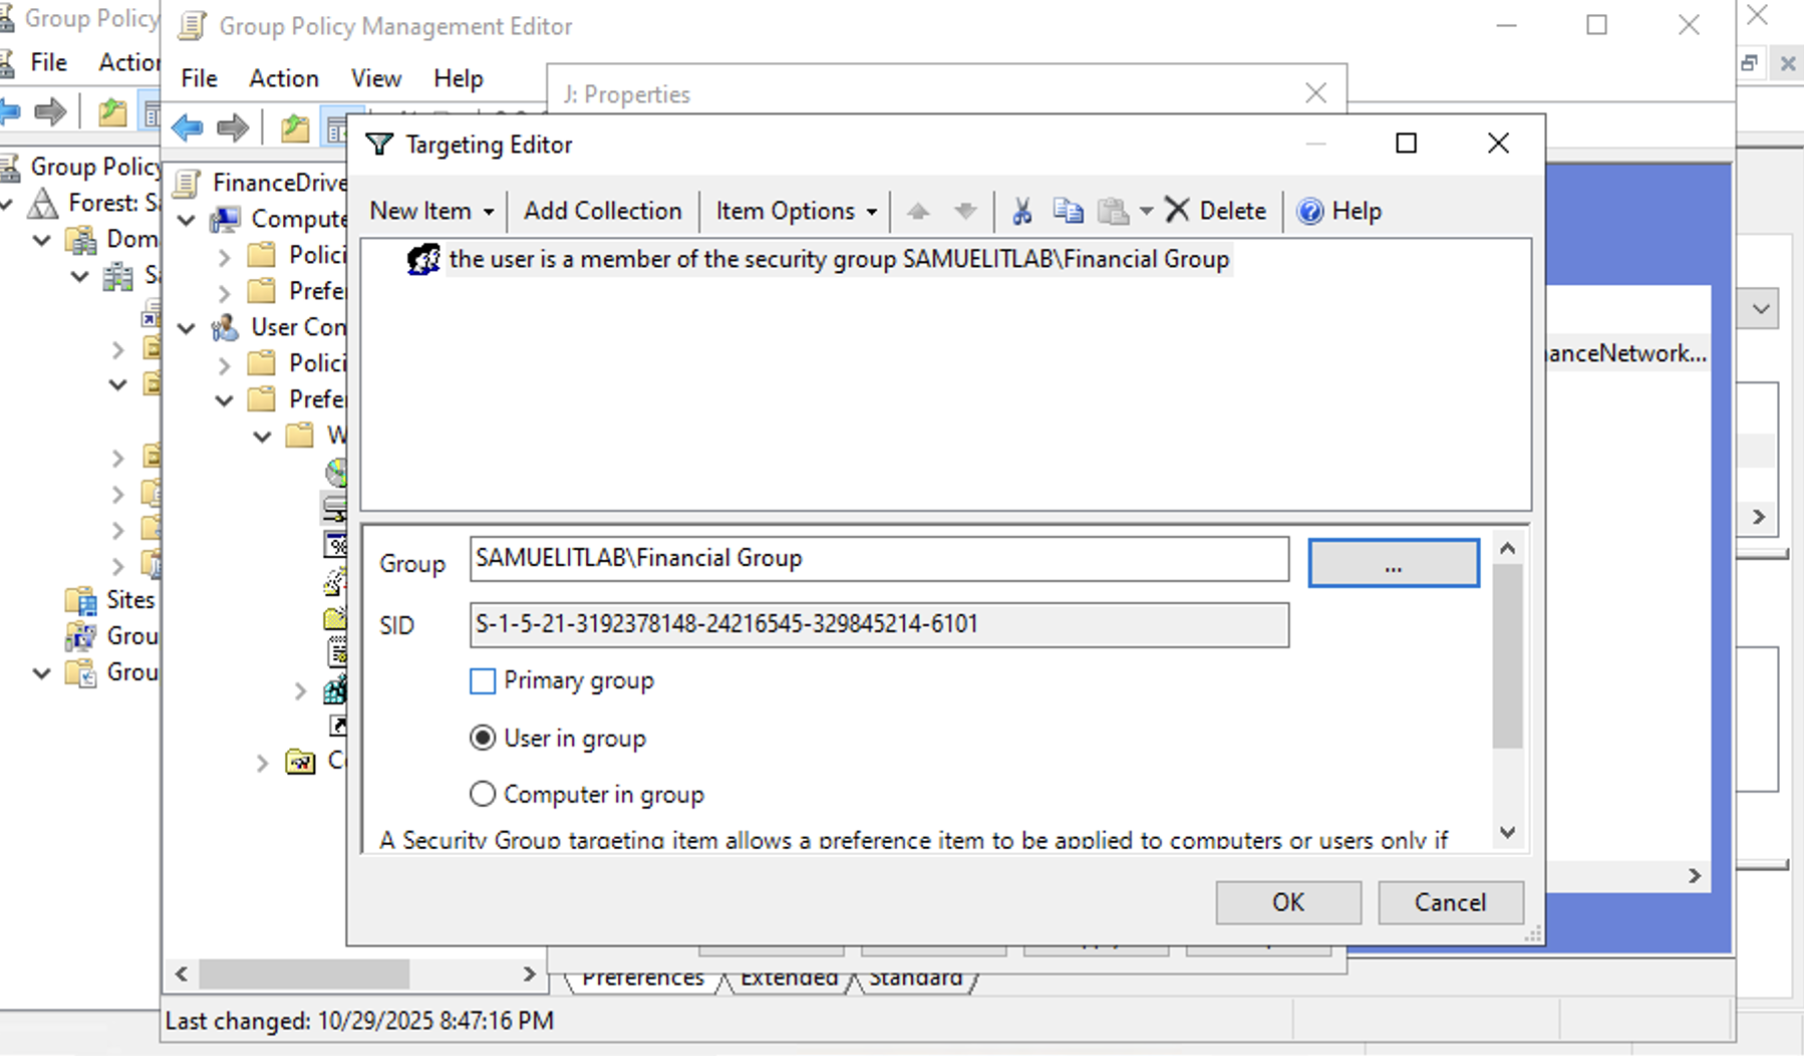 Group Policy
File Action
Group Policy
Forest: Sa
Dom
Sa
Sites
Grou
Grou
Group Policy Management Editor
File Action View Help
FinanceDrive
Compute
Polici
Prefer
User Con
Polici
Prefer
W
J: Properties
Targeting Editor
New Item Add Collection Item Options Delete Help
the user is a member of the security group SAMUELITLAB\Financial Group
Group SAMUELITLAB\Financial Group ...
SID S-1-5-21-3192378148-24216545-329845214-6101
Primary group
User in group
Computer in group
A Security Group targeting item allows a preference item to be applied to computers or users only if
OK Cancel
anceNetwork...
Preferences Extended Standard
Last changed: 10/29/2025 8:47:16 PM